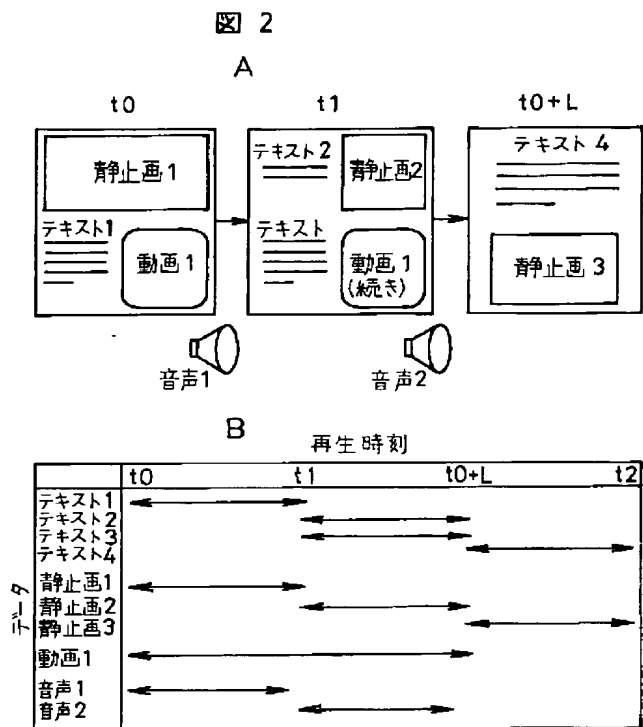 図 2
A
t0 t1 t0+L
静止画1
テキスト1
動画1
音声1
テキスト2
静止画2
テキスト
動画1
(続き)
音声2
テキスト4
静止画3
B
再生時刻
t0 t1 t0+L t2
データ
テキスト1
テキスト2
テキスト3
テキスト4
静止画1
静止画2
静止画3
動画1
音声1
音声2